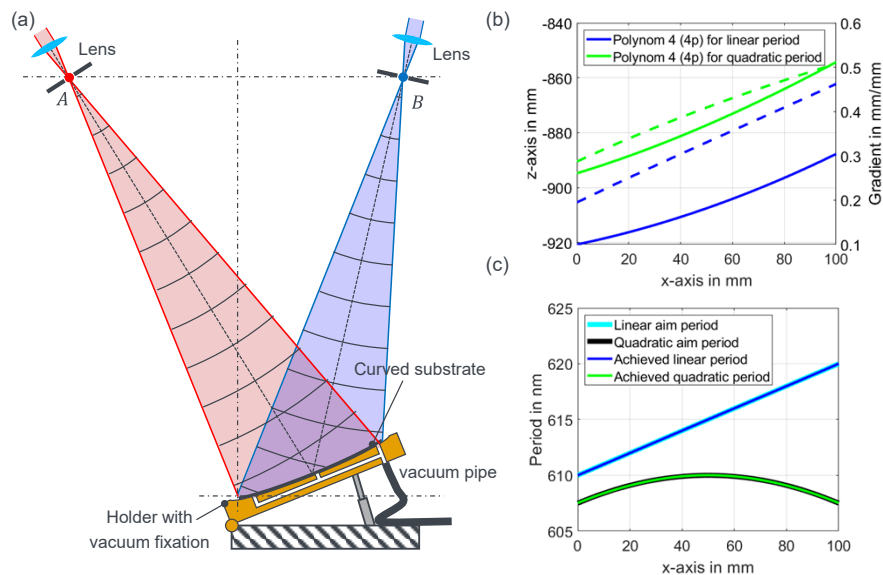 (a)
Lens
Lens
A
B
Curved substrate
vacuum pipe
Holder with
vacuum fixation
(b)
-840
-860
-880
-900
-920
z-axis in mm
Polynom 4 (4p) for linear period
Polynom 4 (4p) for quadratic period
0.6
0.5
0.4
0.3
0.2
0.1
Gradient in mm/mm
0 20 40 60 80 100
x-axis in mm
(c)
625
620
615
610
605
Period in nm
Linear aim period
Quadratic aim period
Achieved linear period
Achieved quadratic period
0 20 40 60 80 100
x-axis in mm